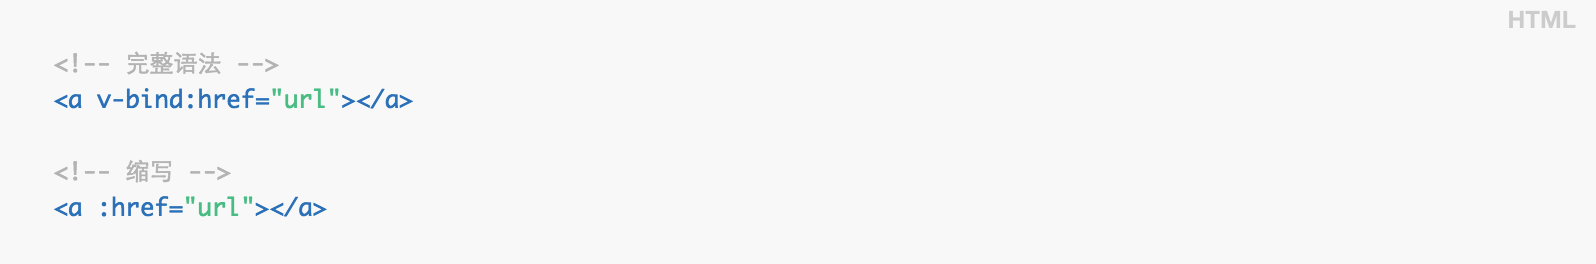 HTML
<!-- 完整语法 -->
<a v-bind:href="url"></a>
<!-- 缩写 -->
<a :href="url"></a>